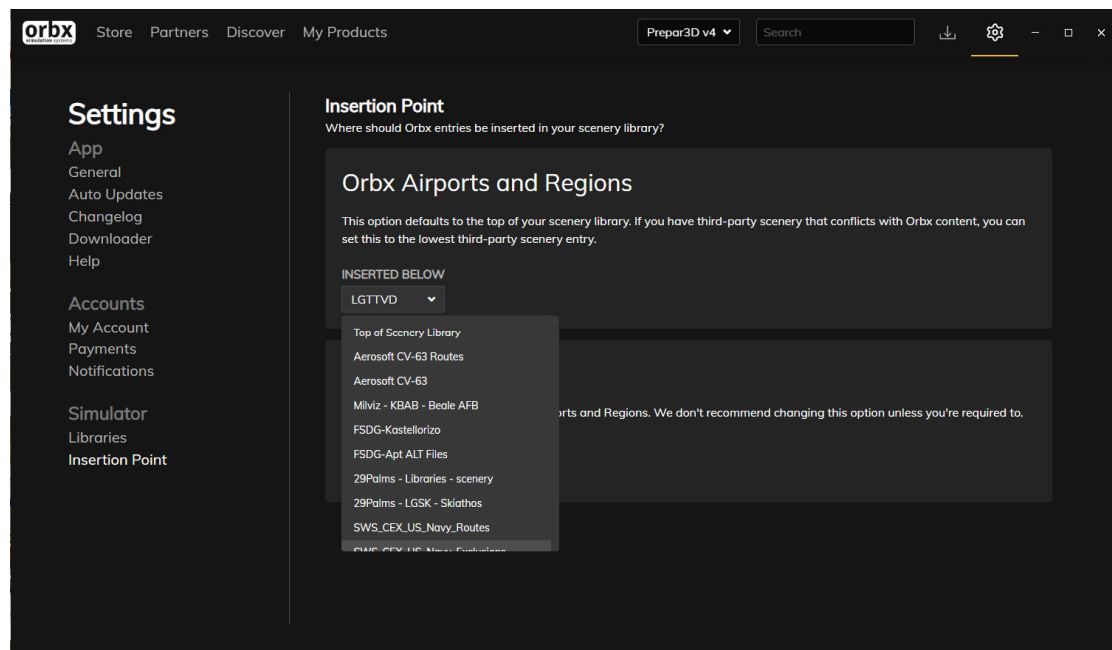 orbx
simulation systems
Store Partners Discover My Products
Prepar3D v4
Search
Settings
App
General
Auto Updates
Changelog
Downloader
Help
Accounts
My Account
Payments
Notifications
Simulator
Libraries
Insertion Point
Insertion Point
Where should Orbx entries be inserted in your scenery library?
Orbx Airports and Regions
This option defaults to the top of your scenery library. If you have third-party scenery that conflicts with Orbx content, you can
set this to the lowest third-party scenery entry.
INSERTED BELOW
LGTTVD
Top of Scenery Library
Aerosoft CV-63 Routes
Aerosoft CV-63
Milviz - KBAB - Beale AFB
FSDG-Kastellorizo
FSDG-Apt ALT Files
29Palms - Libraries - scenery
29Palms - LGSK - Skiathos
SWS_CEX_US_Navy_Routes
SWS_CEX_US_Navy_Exclusions
rts and Regions. We don't recommend changing this option unless you're required to.